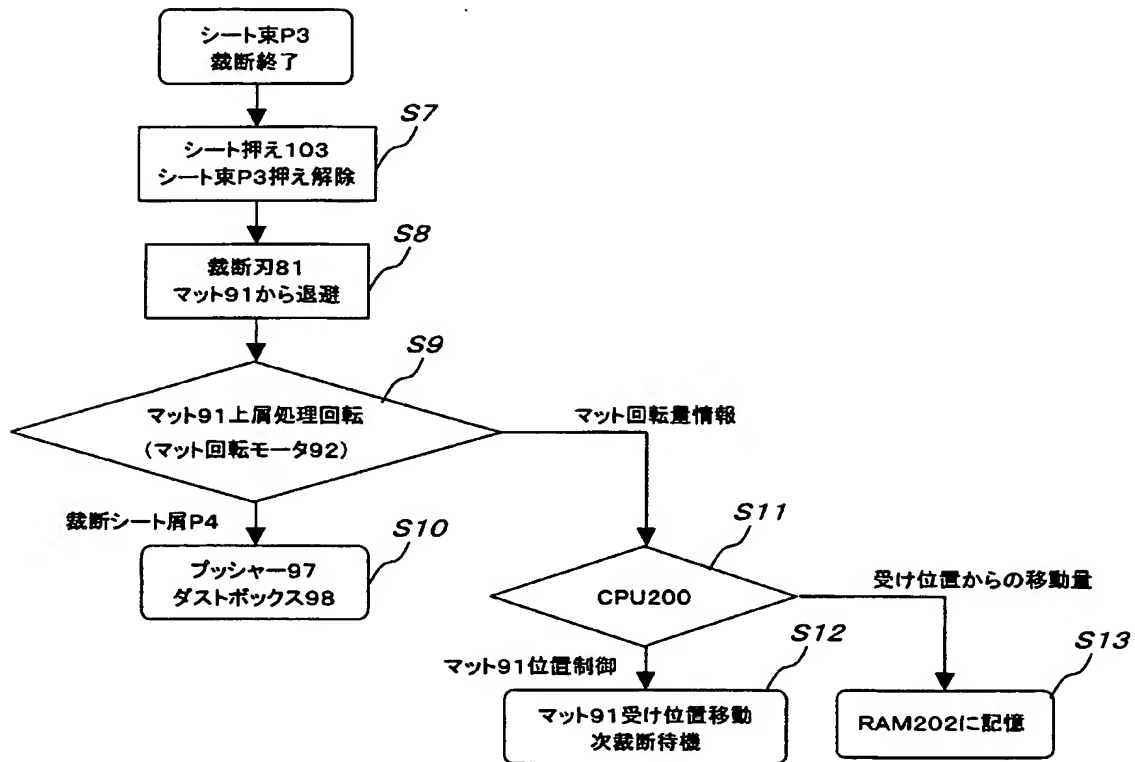 シート束P3
裁断終了
S7
シート押え103
シート束P3押え解除
S8
裁断刃81
マット91から退避
S9
マット91上屑処理回転
(マット回転モータ92)
マット回転量情報
裁断シート屑P4
S10
プッシャー97
ダストボックス98
S11
CPU200
受け位置からの移動量
マット91位置制御
S12
マット91受け位置移動
次裁断待機
S13
RAM202に記憶